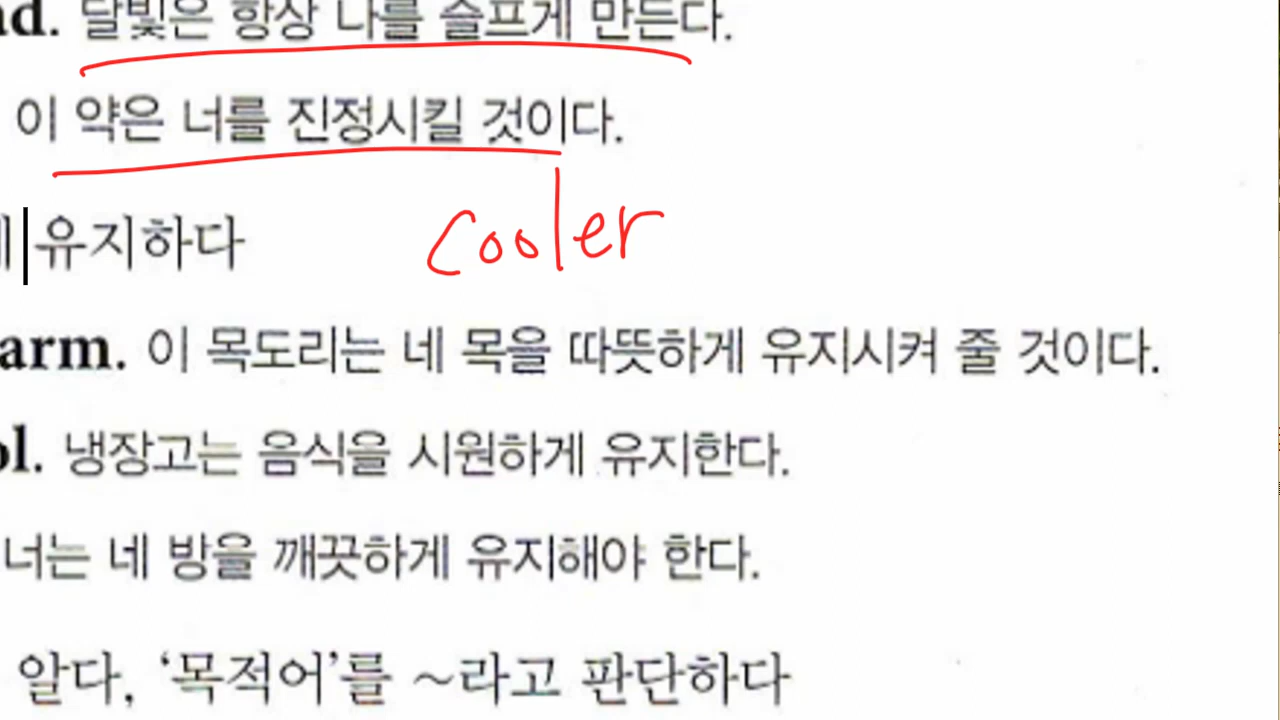 ad. 달빛은 항상 나를 슬프게 만든다.
이 약은 너를 진정시킬 것이다.
유지하다
cooler
arm. 이 목도리는 네 목을 따뜻하게 유지시켜 줄 것이다.
ol. 냉장고는 음식을 시원하게 유지한다.
너는 네 방을 깨끗하게 유지해야 한다.
알다, ‘목적어’를 ~라고 판단하다